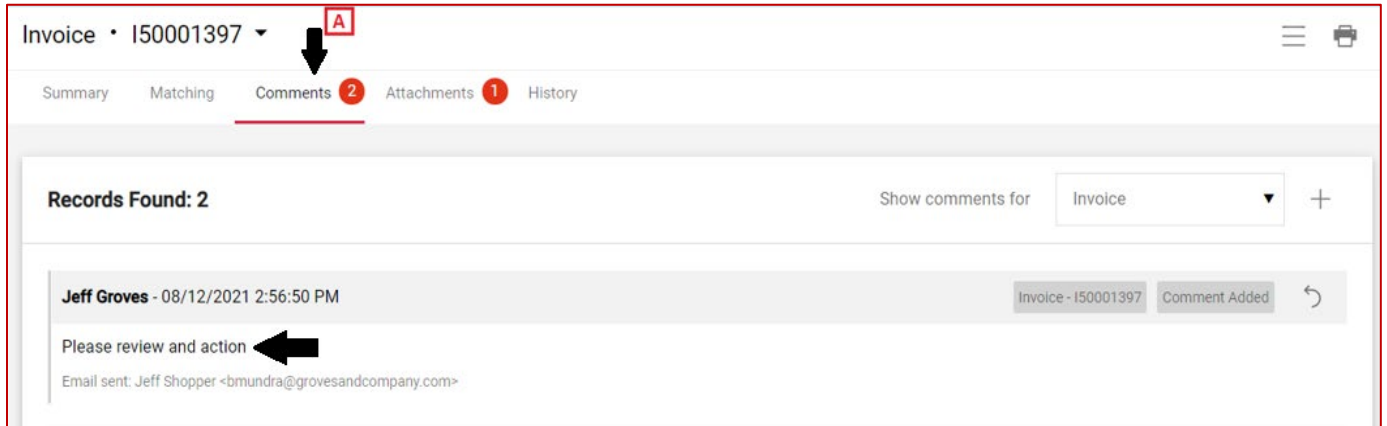 A
Invoice • I50001397
Summary Matching Comments 2 Attachments 1 History
Records Found: 2 Show comments for Invoice
Jeff Groves - 08/12/2021 2:56:50 PM Invoice - I50001397 Comment Added
Please review and action
Email sent: Jeff Shopper <bmundra@grovesandcompany.com>